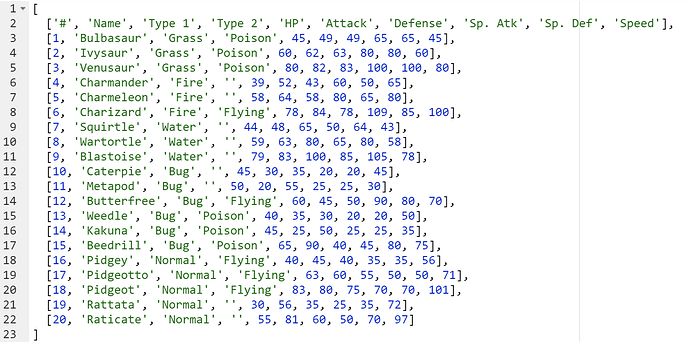 1 [
2 ['#', 'Name', 'Type 1', 'Type 2', 'HP', 'Attack', 'Defense', 'Sp. Atk', 'Sp. Def', 'Speed'],
3 [1, 'Bulbasaur', 'Grass', 'Poison', 45, 49, 49, 65, 65, 45],
4 [2, 'Ivysaur', 'Grass', 'Poison', 60, 62, 63, 80, 80, 60],
5 [3, 'Venusaur', 'Grass', 'Poison', 80, 82, 83, 100, 100, 80],
6 [4, 'Charmander', 'Fire', '', 39, 52, 43, 60, 50, 65],
7 [5, 'Charmeleon', 'Fire', '', 58, 64, 58, 80, 65, 80],
8 [6, 'Charizard', 'Fire', 'Flying', 78, 84, 78, 109, 85, 100],
9 [7, 'Squirtle', 'Water', '', 44, 48, 65, 50, 64, 43],
10 [8, 'Wartortle', 'Water', '', 59, 63, 80, 65, 80, 58],
11 [9, 'Blastoise', 'Water', '', 79, 83, 100, 85, 105, 78],
12 [10, 'Caterpie', 'Bug', '', 45, 30, 35, 20, 20, 45],
13 [11, 'Metapod', 'Bug', '', 50, 20, 55, 25, 25, 30],
14 [12, 'Butterfree', 'Bug', 'Flying', 60, 45, 50, 90, 80, 70],
15 [13, 'Weedle', 'Bug', 'Poison', 40, 35, 30, 20, 20, 50],
16 [14, 'Kakuna', 'Bug', 'Poison', 45, 25, 50, 25, 25, 35],
17 [15, 'Beedrill', 'Bug', 'Poison', 65, 90, 40, 45, 80, 75],
18 [16, 'Pidgey', 'Normal', 'Flying', 40, 45, 40, 35, 35, 56],
19 [17, 'Pidgeotto', 'Normal', 'Flying', 63, 60, 55, 50, 50, 71],
20 [18, 'Pidgeot', 'Normal', 'Flying', 83, 80, 75, 70, 70, 101],
21 [19, 'Rattata', 'Normal', '', 30, 56, 35, 25, 35, 72],
22 [20, 'Raticate', 'Normal', '', 55, 81, 60, 50, 70, 97]
23 ]